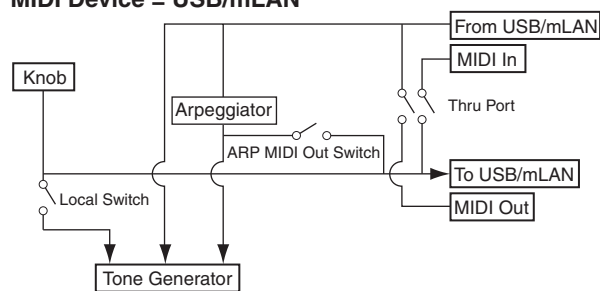 MIDI Device = USB/mLAN
From USB/mLAN
MIDI In
Knob
Arpeggiator
Thru Port
ARP MIDI Out Switch
To USB/mLAN
Local Switch
MIDI Out
Tone Generator